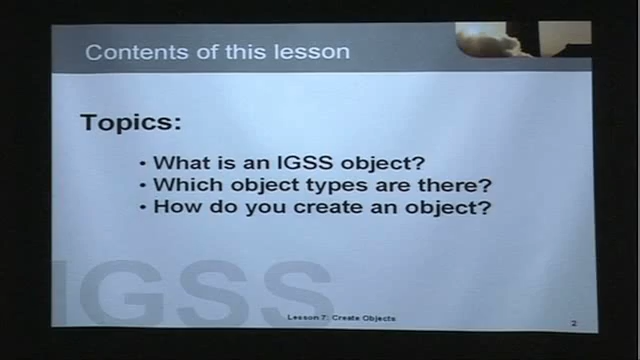 Contents of this lesson
Topics:
• What is an IGSS object?
• Which object types are there?
• How do you create an object?
IGSS
Lesson 7: Create Objects
2